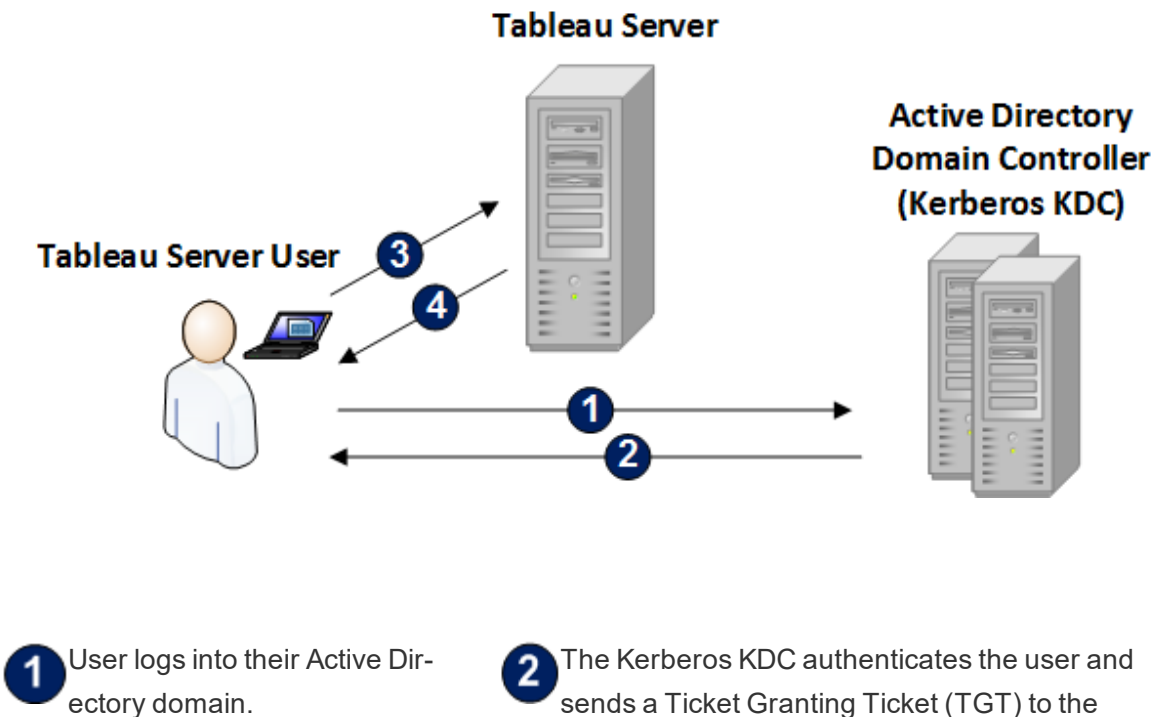 Tableau Server
Active Directory
Domain Controller
(Kerberos KDC)
Tableau Server User
3
4
1
2
1 User logs into their Active Dir-
ectory domain.
2 The Kerberos KDC authenticates the user and
sends a Ticket Granting Ticket (TGT) to the